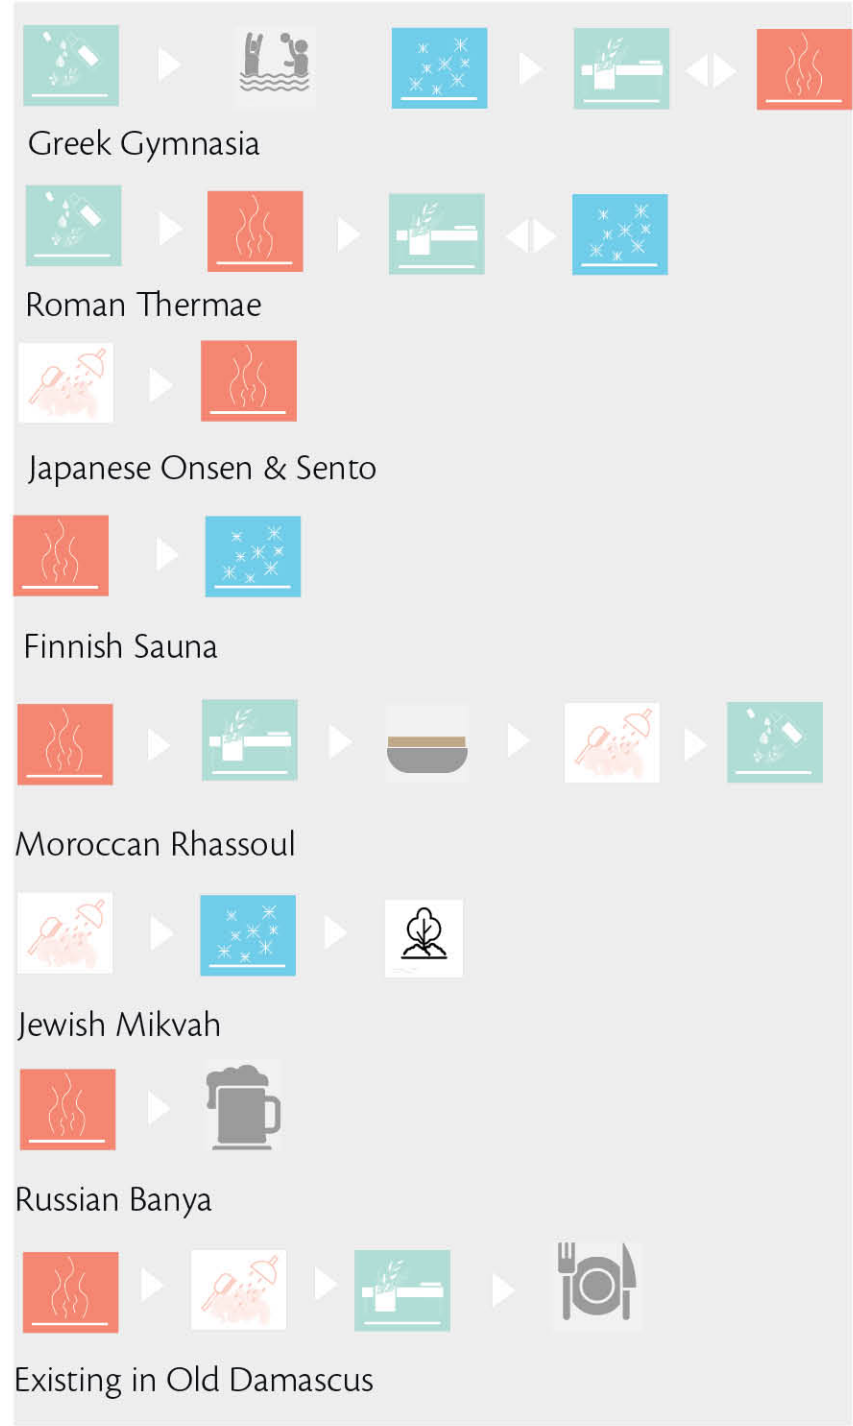 Greek Gymnasia
Roman Thermae
Japanese Onsen & Sento
Finnish Sauna
Moroccan Rhassoul
Jewish Mikvah
Russian Banya
Existing in Old Damascus